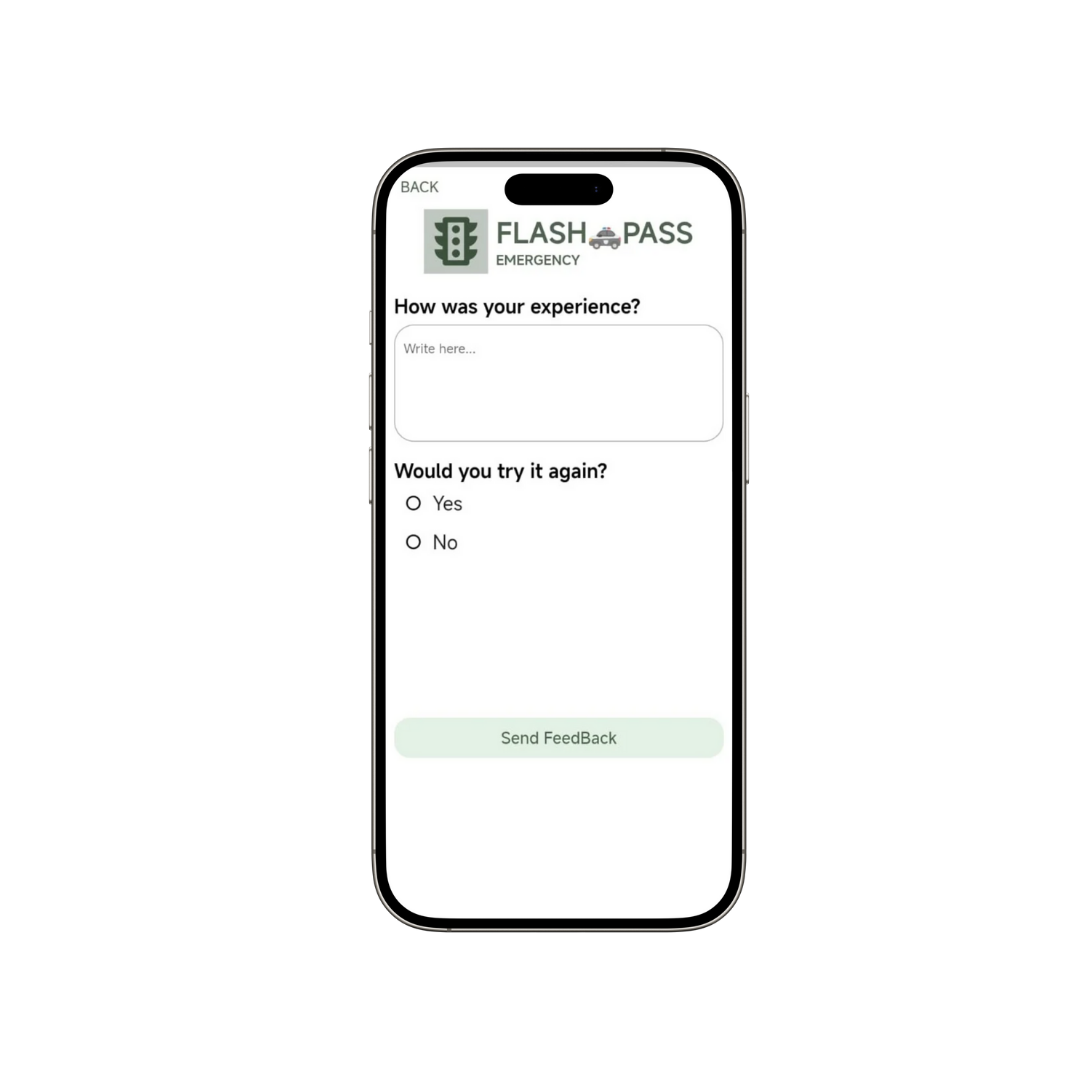 BACK
FLASH🚓PASS
EMERGENCY
How was your experience?
Write here...
Would you try it again?
Yes
No
Send FeedBack